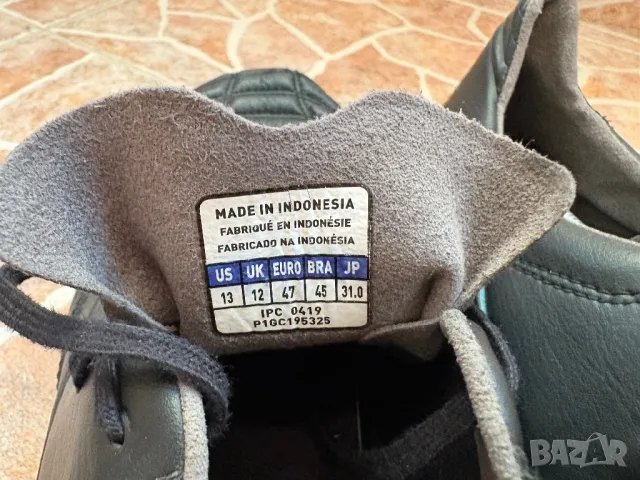 MADE IN INDONESIA
FABRIQUÉ EN INDONÉSIE
FABRICADO NA INDONÉSIA
US UK EURO BRA JP
13 12 47 45 31.0
IPC 0419
P1GC195325
BAZAR